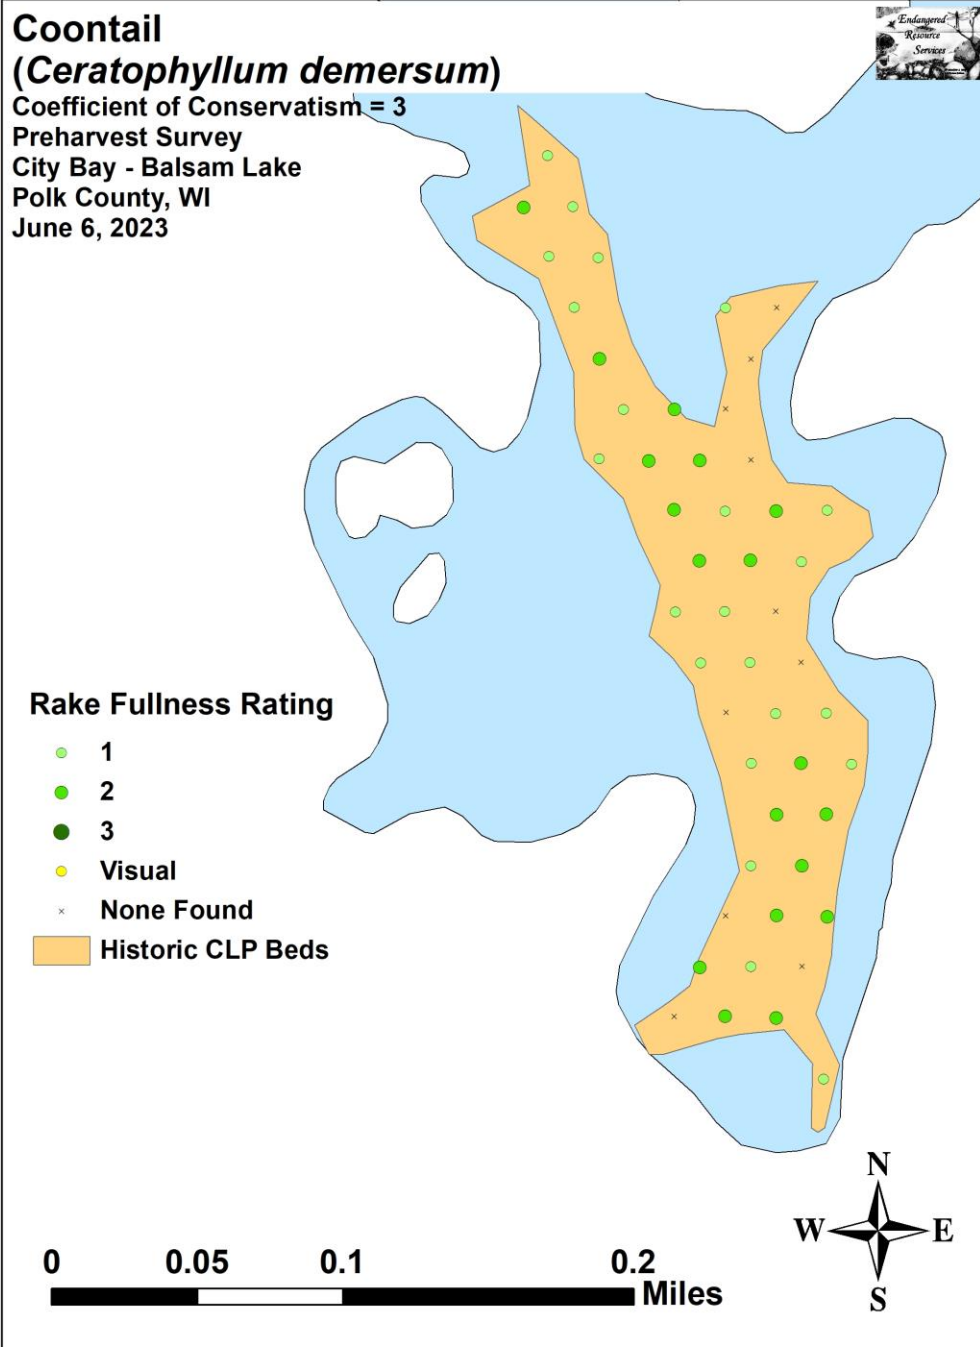 Coontail
(Ceratophyllum demersum)
Coefficient of Conservatism = 3
Preharvest Survey
City Bay - Balsam Lake
Polk County, WI
June 6, 2023
Endangered
Resource
Services
Rake Fullness Rating
1
2
3
Visual
None Found
Historic CLP Beds
N
W E
S
0 0.05 0.1 0.2
Miles